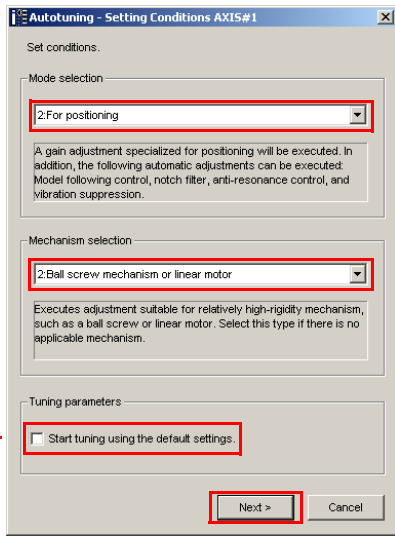 Autotuning - Setting Conditions AXIS#1
Set conditions.
Mode selection
2:For positioning
A gain adjustment specialized for positioning will be executed. In
addition, the following automatic adjustments can be executed:
Model following control, notch filter, anti-resonance control, and
vibration suppression.
Mechanism selection
2:Ball screw mechanism or linear motor
Executes adjustment suitable for relatively high-rigidity mechanism,
such as a ball screw or linear motor. Select this type if there is no
applicable mechanism.
Tuning parameters
Start tuning using the default settings.
Next >
Cancel